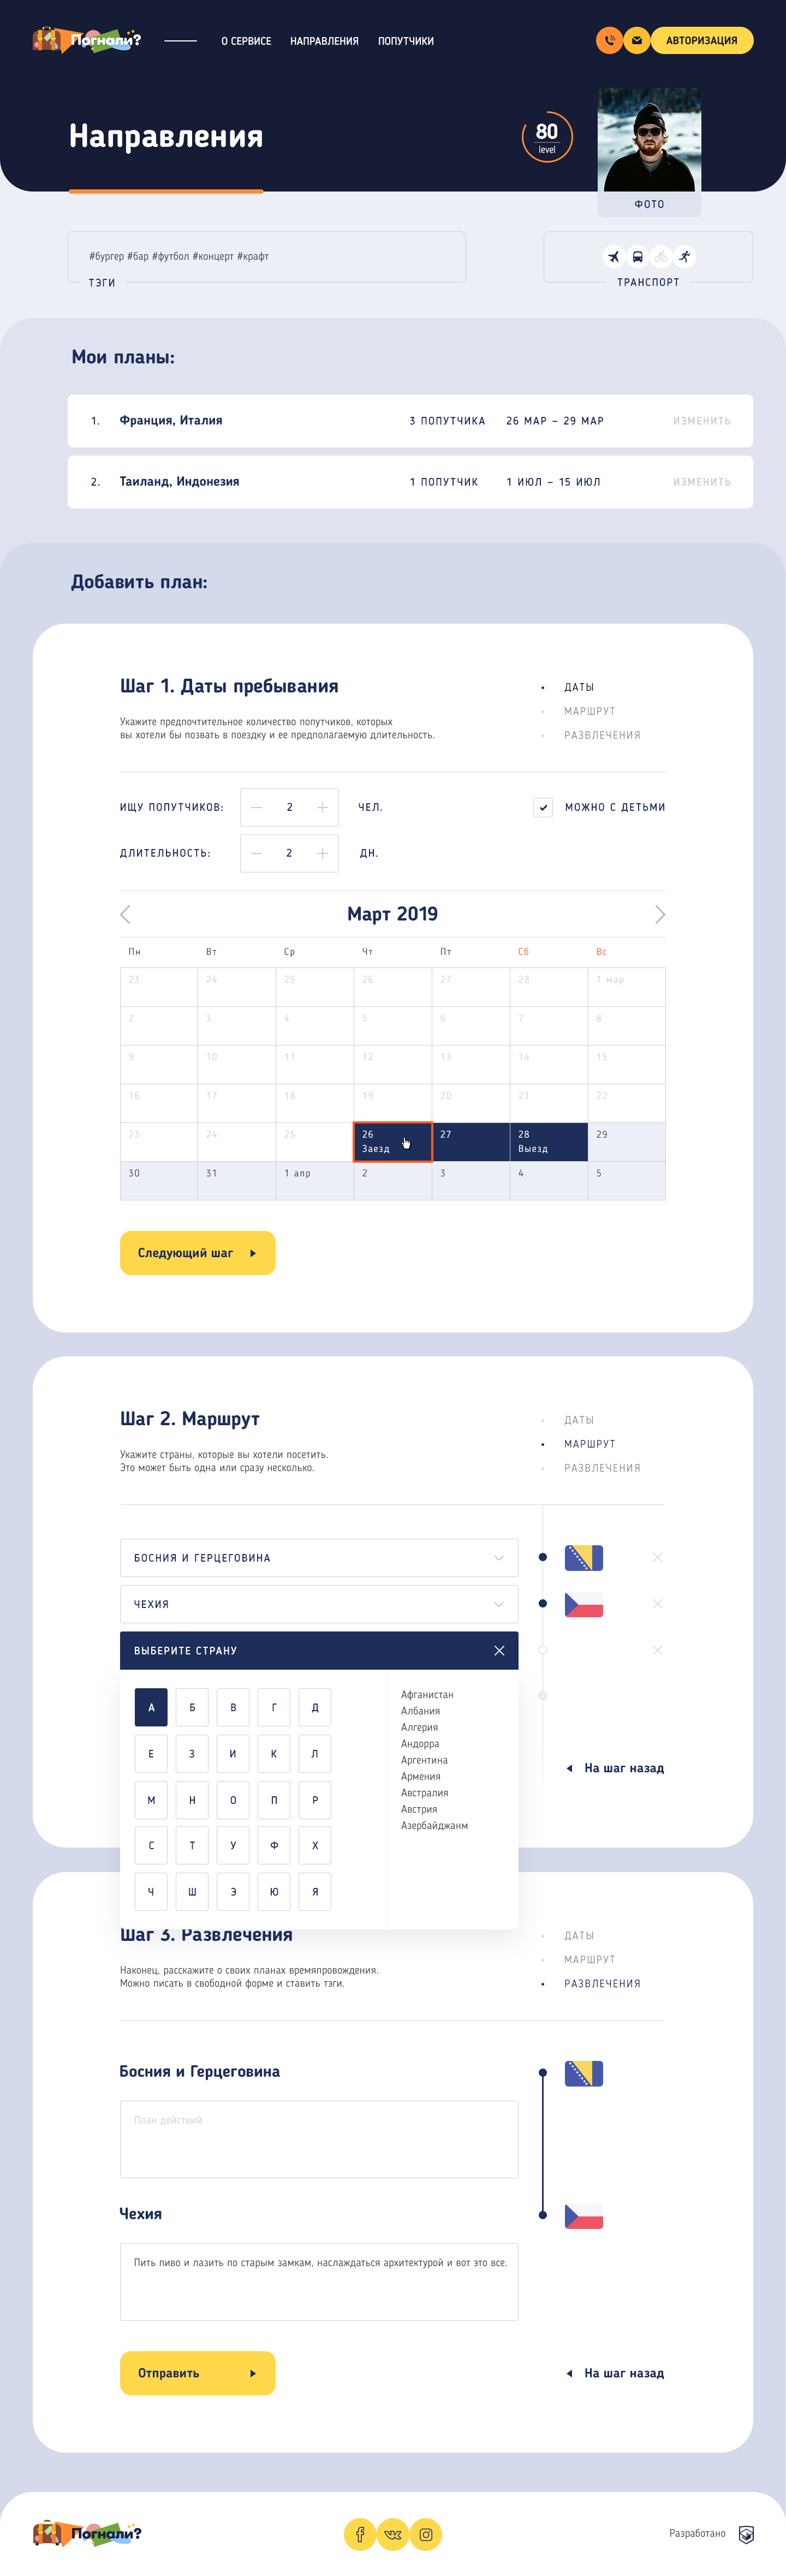 Погнали?
О СЕРВИСЕ НАПРАВЛЕНИЯ ПОПУТЧИКИ
АВТОРИЗАЦИЯ
Направления
80
level
ФОТО
#бургер #бар #футбол #концерт #крафт
ТЭГИ
ТРАНСПОРТ
Мои планы:
1. Франция, Италия 3 ПОПУТЧИКА 26 МАР – 29 МАР ИЗМЕНИТЬ
2. Таиланд, Индонезия 1 ПОПУТЧИК 1 ИЮЛ – 15 ИЮЛ ИЗМЕНИТЬ
Добавить план:
Шаг 1. Даты пребывания
Укажите предпочтительное количество попутчиков, которых
вы хотели бы позвать в поездку и ее предполагаемую длительность.
ДАТЫ
МАРШРУТ
РАЗВЛЕЧЕНИЯ
ИЩУ ПОПУТЧИКОВ: 2 ЧЕЛ.
МОЖНО С ДЕТЬМИ
ДЛИТЕЛЬНОСТЬ: 2 ДН.
Март 2019
Пн Вт Ср Чт Пт Сб Вс
23 24 25 26 27 28 1 мар
2 3 4 5 6 7 8
9 10 11 12 13 14 15
16 17 18 19 20 21 22
23 24 25 26 27 28 29
Заезд Выезд
30 31 1 апр 2 3 4 5
Следующий шаг
Шаг 2. Маршрут
Укажите страны, которые вы хотели посетить.
Это может быть одна или сразу несколько.
ДАТЫ
МАРШРУТ
РАЗВЛЕЧЕНИЯ
БОСНИЯ И ГЕРЦЕГОВИНА
ЧЕХИЯ
ВЫБЕРИТЕ СТРАНУ
А Б В Г Д
Е З И К Л
М Н О П Р
С Т У Ф Х
Ч Ш Э Ю Я
Афганистан
Албания
Алгерия
Андорра
Аргентина
Армения
Австралия
Австрия
Азербайджанм
На шаг назад
Шаг 3. Развлечения
Наконец, расскажите о своих планах времяпровождения.
Можно писать в свободной форме и ставить тэги.
ДАТЫ
МАРШРУТ
РАЗВЛЕЧЕНИЯ
Босния и Герцеговина
План действий
Чехия
Пить пиво и лазить по старым замкам, наслаждаться архитектурой и вот это все.
Отправить
На шаг назад
Погнали?
Разработано